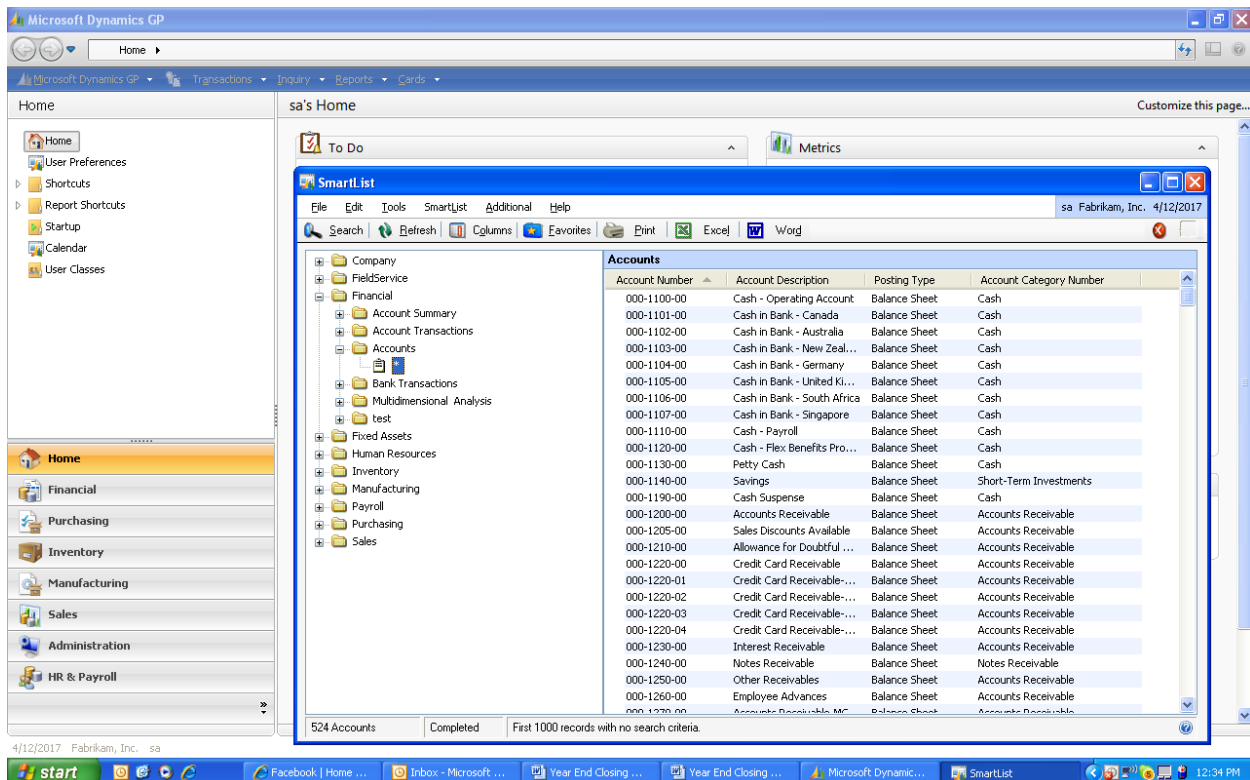 Microsoft Dynamics GP
Home
Microsoft Dynamics GP Transactions Inquiry Reports Cards
Home
sa's Home
Customize this page...
Home
User Preferences
Shortcuts
Report Shortcuts
Startup
Calendar
User Classes
To Do
Metrics
SmartList
File Edit Tools SmartList Additional Help
sa Fabrikam, Inc. 4/12/2017
Search Refresh Columns Favorites Print Excel Word
Company
FieldService
Financial
Account Summary
Account Transactions
Accounts
Bank Transactions
Multidimensional Analysis
test
Fixed Assets
Human Resources
Inventory
Manufacturing
Payroll
Purchasing
Sales
Accounts
Account Number Account Description Posting Type Account Category Number
000-1100-00 Cash - Operating Account Balance Sheet Cash
000-1101-00 Cash in Bank - Canada Balance Sheet Cash
000-1102-00 Cash in Bank - Australia Balance Sheet Cash
000-1103-00 Cash in Bank - New Zeal... Balance Sheet Cash
000-1104-00 Cash in Bank - Germany Balance Sheet Cash
000-1105-00 Cash in Bank - United Ki... Balance Sheet Cash
000-1106-00 Cash in Bank - South Africa Balance Sheet Cash
000-1107-00 Cash in Bank - Singapore Balance Sheet Cash
000-1110-00 Cash - Payroll Balance Sheet Cash
000-1120-00 Cash - Flex Benefits Pro... Balance Sheet Cash
000-1130-00 Petty Cash Balance Sheet Cash
000-1140-00 Savings Balance Sheet Short-Term Investments
000-1190-00 Cash Suspense Balance Sheet Cash
000-1200-00 Accounts Receivable Balance Sheet Accounts Receivable
000-1205-00 Sales Discounts Available Balance Sheet Accounts Receivable
000-1210-00 Allowance for Doubtful ... Balance Sheet Accounts Receivable
000-1220-00 Credit Card Receivable Balance Sheet Accounts Receivable
000-1220-01 Credit Card Receivable-... Balance Sheet Accounts Receivable
000-1220-02 Credit Card Receivable-... Balance Sheet Accounts Receivable
000-1220-03 Credit Card Receivable-... Balance Sheet Accounts Receivable
000-1220-04 Credit Card Receivable-... Balance Sheet Accounts Receivable
000-1230-00 Interest Receivable Balance Sheet Accounts Receivable
000-1240-00 Notes Receivable Balance Sheet Notes Receivable
000-1250-00 Other Receivables Balance Sheet Accounts Receivable
000-1260-00 Employee Advances Balance Sheet Accounts Receivable
000-1270-00 Accounts Receivable-MC Balance Sheet Accounts Receivable
524 Accounts Completed First 1000 records with no search criteria.
Home
Financial
Purchasing
Inventory
Manufacturing
Sales
Administration
HR & Payroll
4/12/2017 Fabrikam, Inc. sa
start Facebook | Home ... Inbox - Microsoft ... Year End Closing ... Year End Closing ... Microsoft Dynamic... SmartList 12:34 PM